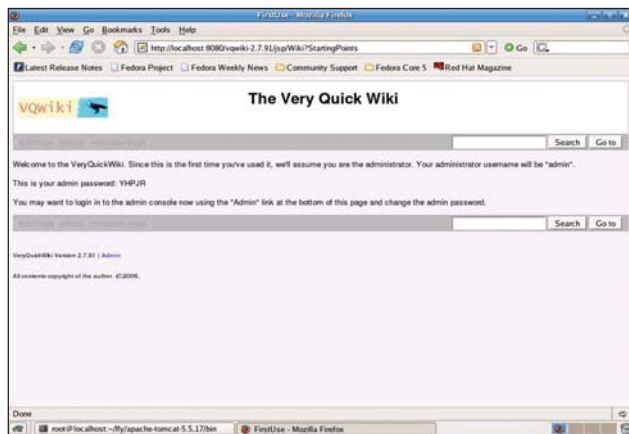 FirstUse - Mozilla Firefox
File Edit View Go Bookmarks Tools Help
http://localhost:8080/vqwiki-2.7.91/jsp/Wiki?StartingPoints
Go
Latest Release Notes Fedora Project Fedora Weekly News Community Support Fedora Core 5 Red Hat Magazine
VQWiki
The Very Quick Wiki
Search Go to
Welcome to the VeryQuickWiki. Since this is the first time you've used it, we'll assume you are the administrator. Your administrator username will be "admin".
This is your admin password: YHPJR
You may want to login in to the admin console now using the "Admin" link at the bottom of this page and change the admin password.
Search Go to
VeryQuickWiki Version 2.7.91 | Admin
All contents copyright of the author. (C)2006.
Done
root@localhost:~/fly/apache-tomcat-5.5.17/bin FirstUse - Mozilla Firefox